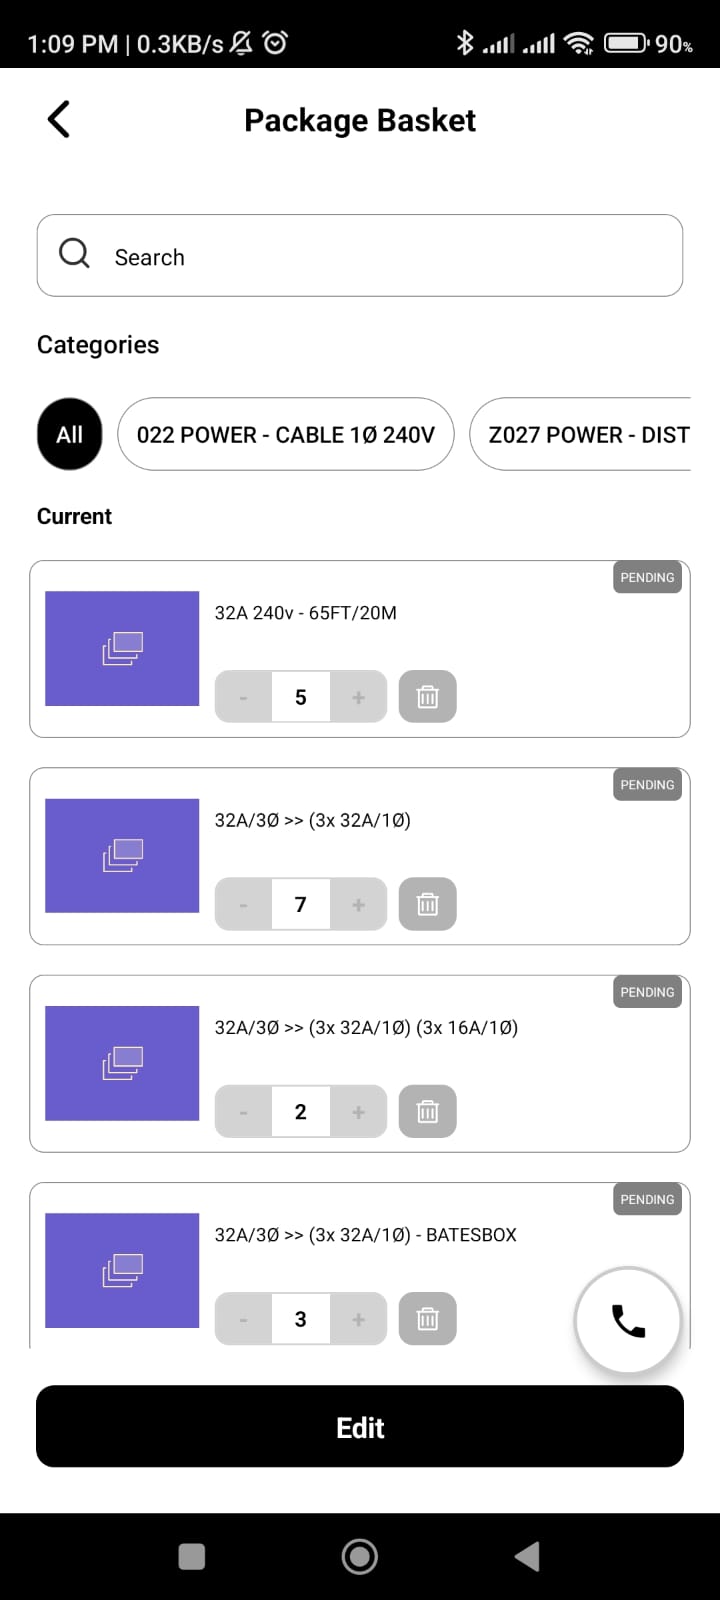 1:09 PM | 0.3KB/s 90%
Package Basket
Search
Categories
All 022 POWER - CABLE 1Ø 240V Z027 POWER - DIST
Current
PENDING
32A 240v - 65FT/20M
- 5 +
PENDING
32A/3Ø >> (3x 32A/1Ø)
- 7 +
PENDING
32A/3Ø >> (3x 32A/1Ø) (3x 16A/1Ø)
- 2 +
PENDING
32A/3Ø >> (3x 32A/1Ø) - BATESBOX
- 3 +
Edit